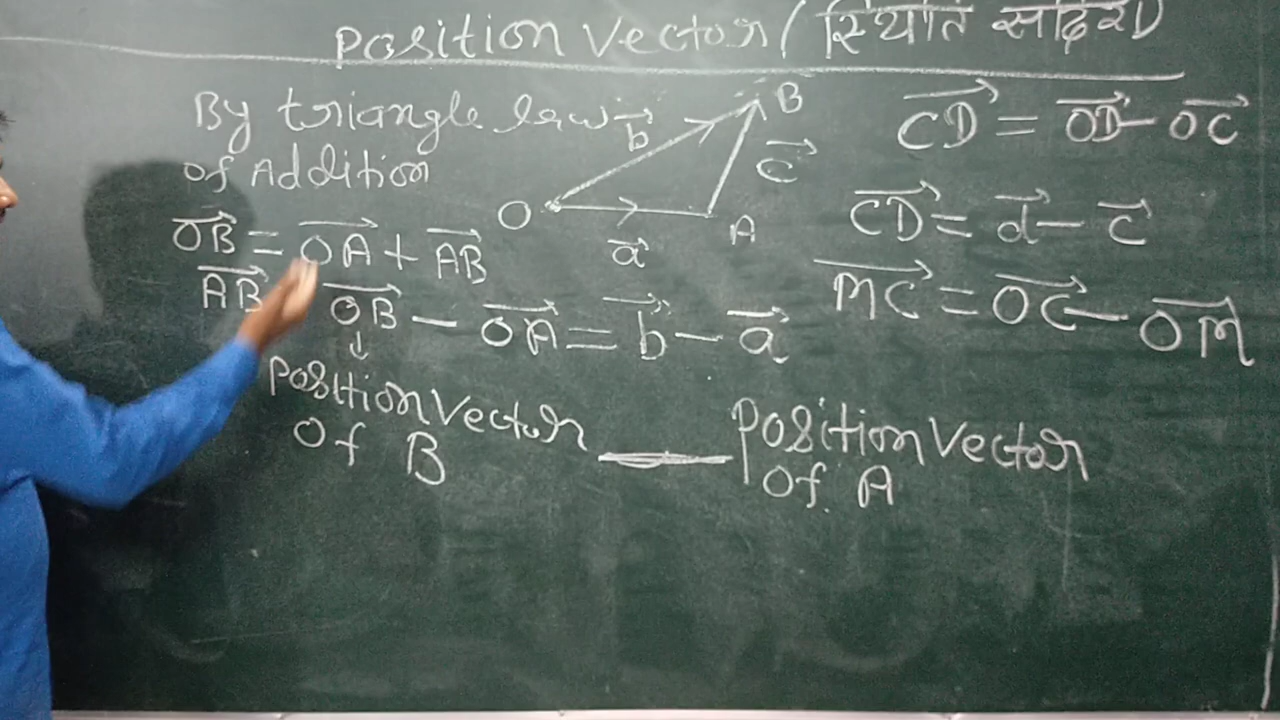 Position Vector (स्थिति सदिश)
By triangle law
of Addition
→OB = →OA + →AB
→AB →OB – →OA = →b – →a
↓
Position Vector
Of B — Position Vector
Of A
→b
B
→c
O
A
→a
→CD = →OD – →OC
→CD = →d – →c
→MC = →OC – →OM